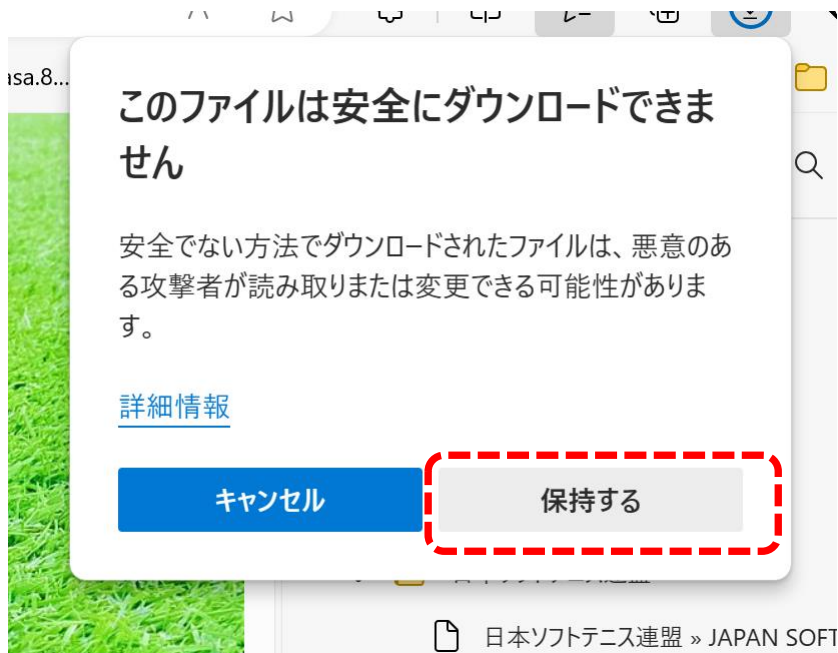 asa.8...
このファイルは安全にダウンロードできま
せん
安全でない方法でダウンロードされたファイルは、悪意のあ
る攻撃者が読み取りまたは変更できる可能性がありま
す。
詳細情報
キャンセル
保持する
日本ソフトテニス連盟 » JAPAN SOFT